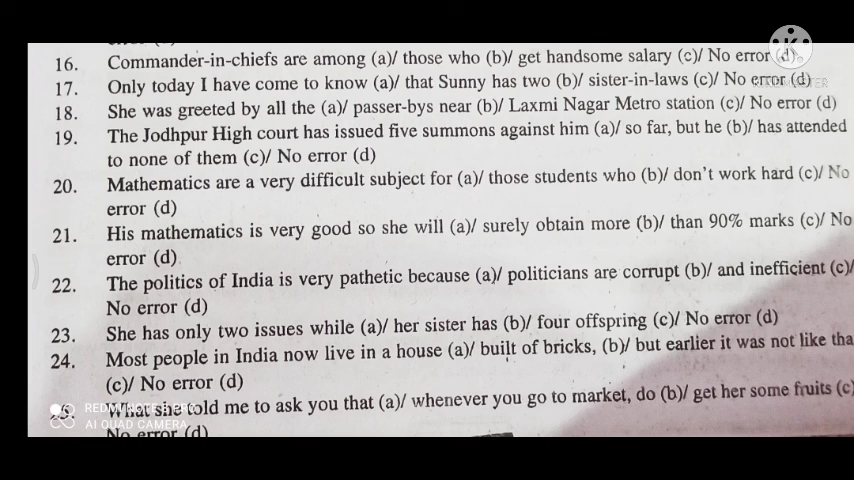 16. Commander-in-chiefs are among (a)/ those who (b)/ get handsome salary (c)/ No error (d).
17. Only today I have come to know (a)/ that Sunny has two (b)/ sister-in-laws (c)/ No error (d)
18. She was greeted by all the (a)/ passer-bys near (b)/ Laxmi Nagar Metro station (c)/ No error (d)
19. The Jodhpur High court has issued five summons against him (a)/ so far, but he (b)/ has attended
to none of them (c)/ No error (d)
20. Mathematics are a very difficult subject for (a)/ those students who (b)/ don't work hard (c)/ No
error (d)
21. His mathematics is very good so she will (a)/ surely obtain more (b)/ than 90% marks (c)/ No
error (d)
22. The politics of India is very pathetic because (a)/ politicians are corrupt (b)/ and inefficient (c)/
No error (d)
23. She has only two issues while (a)/ her sister has (b)/ four offspring (c)/ No error (d)
24. Most people in India now live in a house (a)/ built of bricks, (b)/ but earlier it was not like tha
(c)/ No error (d)
25. What she told me to ask you that (a)/ whenever you go to market, do (b)/ get her some fruits (c)
REDMI NOTE 8 PRO
AI QUAD CAMERA
No error (d)